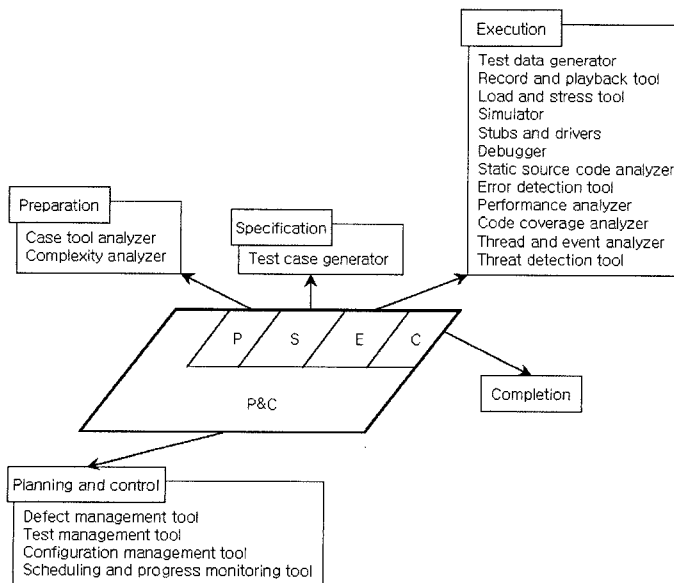 Execution
Test data generator
Record and playback tool
Load and stress tool
Simulator
Stubs and drivers
Debugger
Static source code analyzer
Error detection tool
Performance analyzer
Code coverage analyzer
Thread and event analyzer
Threat detection tool
Preparation
Case tool analyzer
Complexity analyzer
Specification
Test case generator
P S E C
P&C
Completion
Planning and control
Defect management tool
Test management tool
Configuration management tool
Scheduling and progress monitoring tool